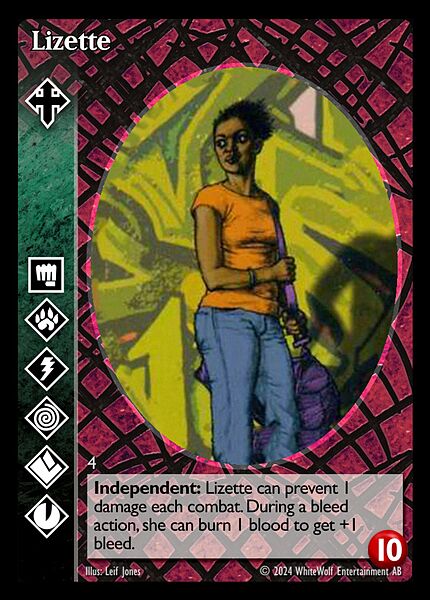 Lizette
4
Independent: Lizette can prevent 1
damage each combat. During a bleed
action, she can burn 1 blood to get +1
bleed.
10
Illus: Leif Jones
© 2024 WhiteWolf Entertainment AB